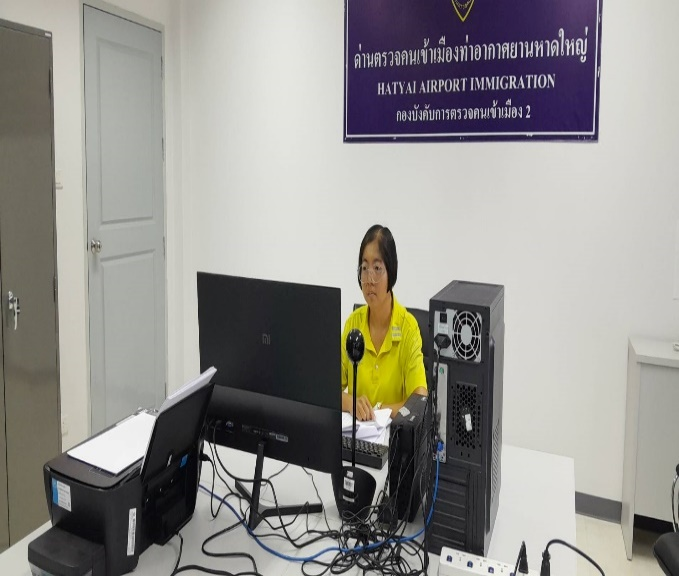 ด่านตรวจคนเข้าเมืองท่าอากาศยานหาดใหญ่
HATYAI AIRPORT IMMIGRATION
กองบังคับการตรวจคนเข้าเมือง 2